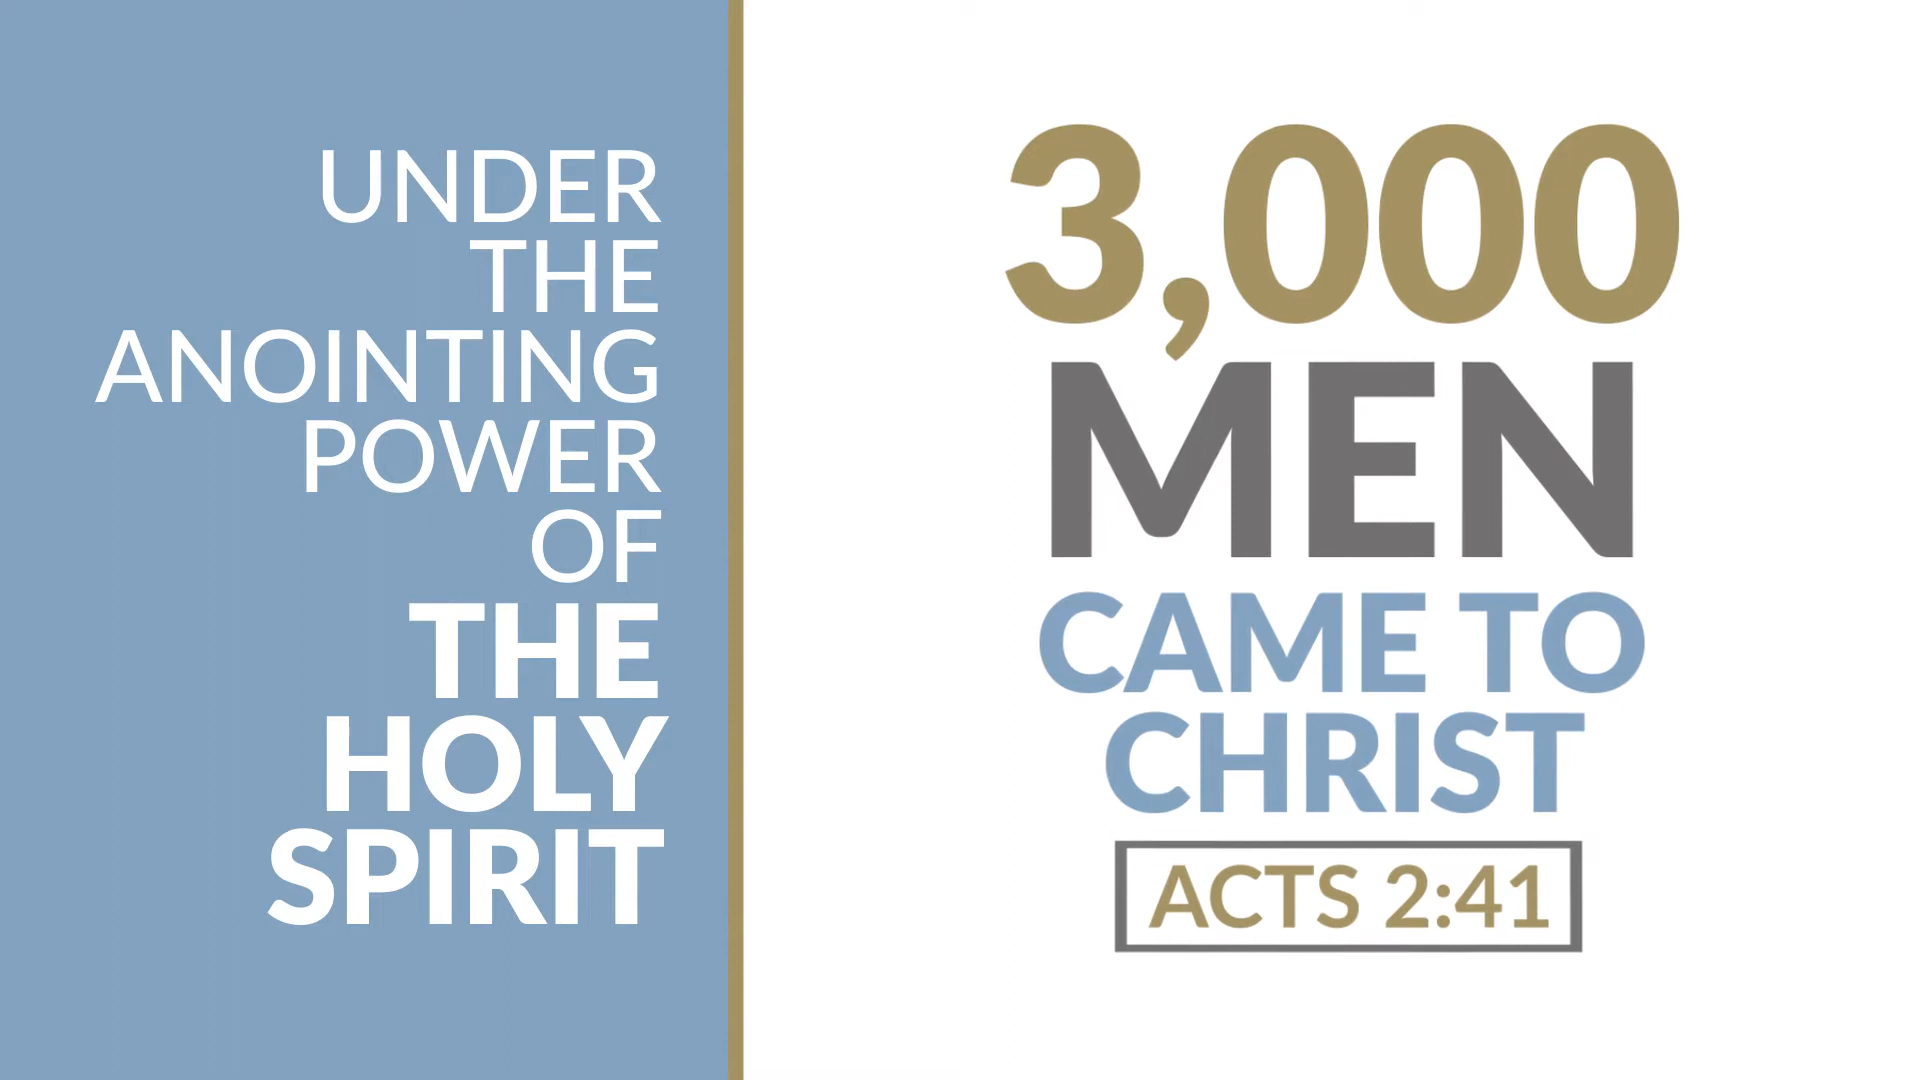 UNDER
THE
ANOINTING
POWER
OF
THE
HOLY
SPIRIT
3,000
MEN
CAME TO
CHRIST
ACTS 2:41